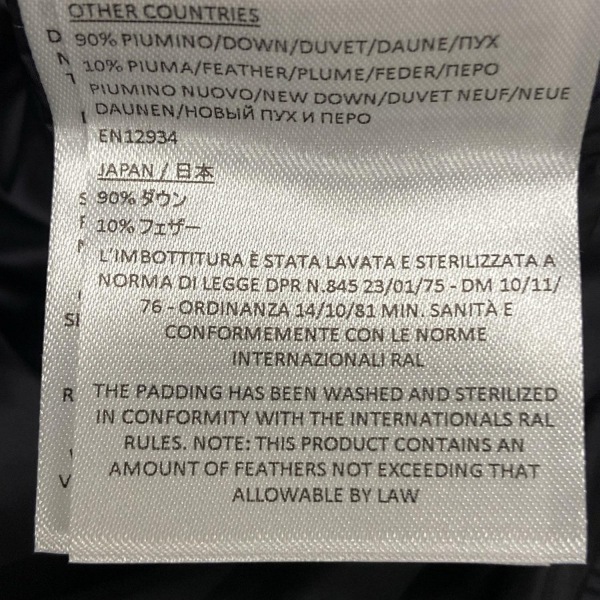 OTHER COUNTRIES
90% PIUMINO/DOWN/DUVET/DAUNE/ПУХ
10% PIUMA/FEATHER/PLUME/FEDER/ПЕРО
PIUMINO NUOVO/NEW DOWN/DUVET NEUF/NEUE
DAUNEN/НОВЫЙ ПУХ И ПЕРО
EN12934
JAPAN / 日本
90% ダウン
10% フェザー
L'IMBOTTITURA È STATA LAVATA E STERILIZZATA A
NORMA DI LEGGE DPR N.845 23/01/75 - DM 10/11/
76 - ORDINANZA 14/10/81 MIN. SANITÀ E
CONFORMEMENTE CON LE NORME
INTERNAZIONALI RAL
THE PADDING HAS BEEN WASHED AND STERILIZED
IN CONFORMITY WITH THE INTERNATIONALS RAL
RULES. NOTE: THIS PRODUCT CONTAINS AN
AMOUNT OF FEATHERS NOT EXCEEDING THAT
ALLOWABLE BY LAW